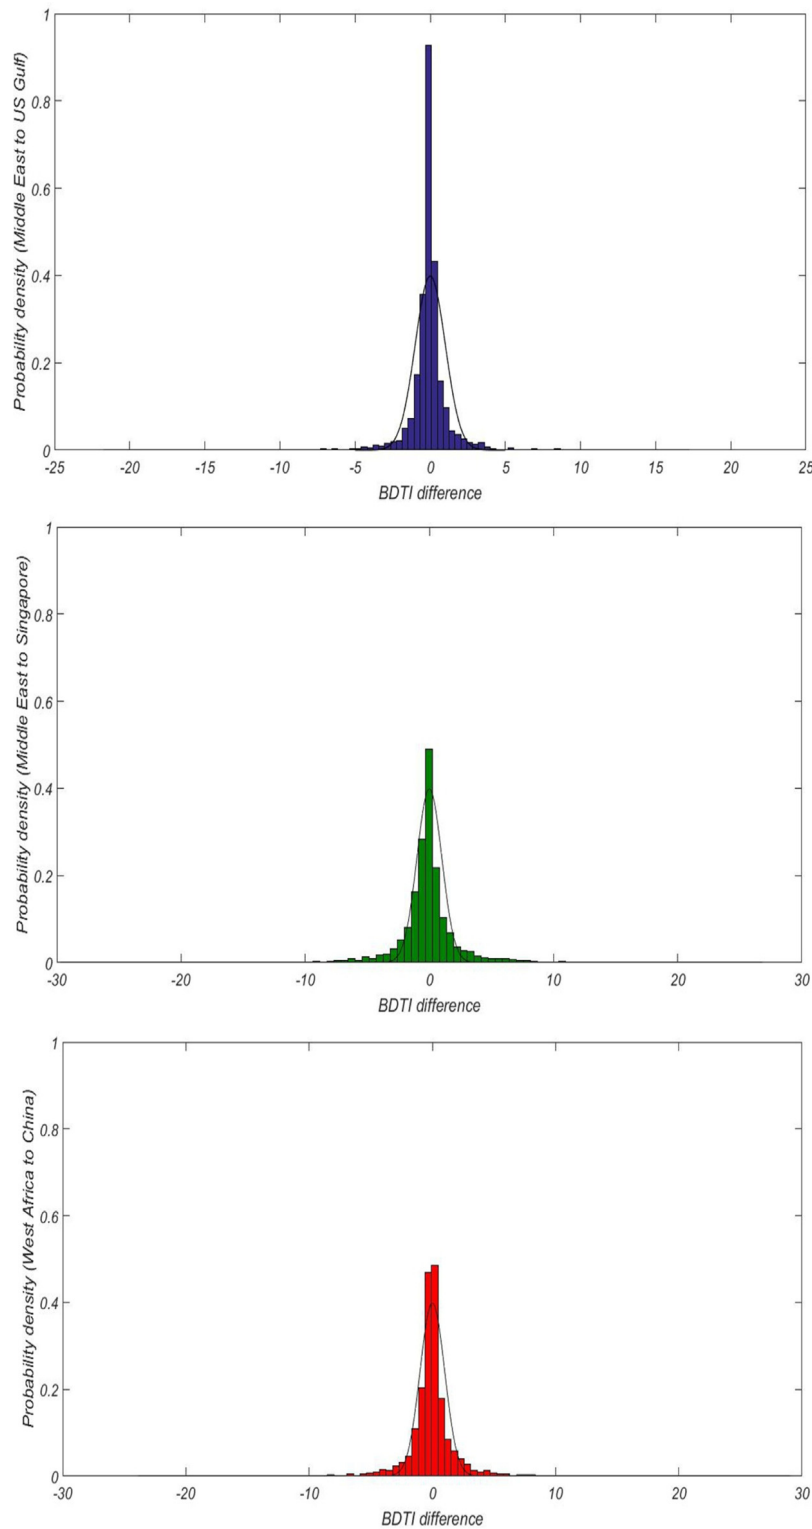 Probability density (Middle East to US Gulf)
1
0.8
0.6
0.4
0.2
0
-25 -20 -15 -10 -5 0 5 10 15 20 25
BDTI difference
Probability density (Middle East to Singapore)
1
0.8
0.6
0.4
0.2
0
-30 -20 -10 0 10 20 30
BDTI difference
Probability density (West Africa to China)
1
0.8
0.6
0.4
0.2
0
-30 -20 -10 0 10 20 30
BDTI difference